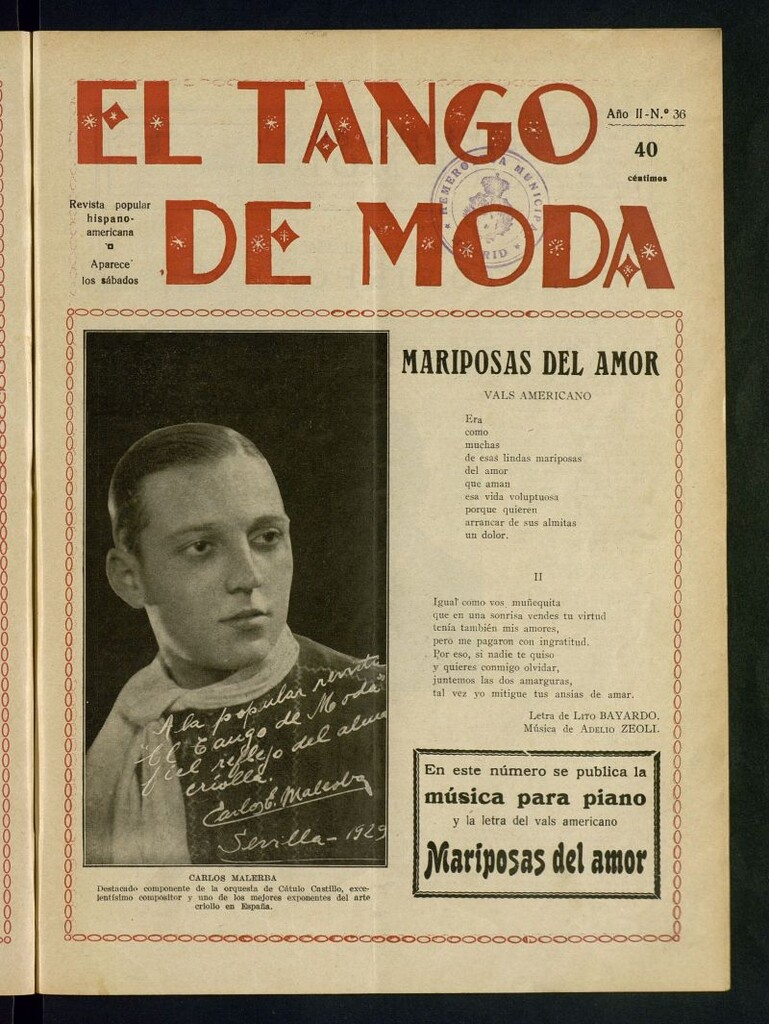 EL TANGO
DE MODA
Año II - N.º 36
40
céntimos
Revista popular
hispano-
americana
Aparece
los sábados
HEMEROTECA MUNICIPAL
MADRID
A la popular revista
"El Tango de Moda"
fiel reflejo del alma
criolla.
Carlos E. Malerba
Sevilla - 1929
CARLOS MALERBA
Destacado componente de la orquesta de Cátulo Castillo, exce-
lentísimo compositor y uno de los mejores exponentes del arte
criollo en España.
MARIPOSAS DEL AMOR
VALS AMERICANO
Era
como
muchas
de esas lindas mariposas
del amor
que aman
esa vida voluptuosa
porque quieren
arrancar de sus almitas
un dolor.
II
Igual como vos muñequita
que en una sonrisa vendes tu virtud
tenía también mis amores,
pero me pagaron con ingratitud.
Por eso, si nadie te quiso
y quieres conmigo olvidar,
juntemos las dos amarguras,
tal vez yo mitigue tus ansias de amar.
Letra de LITO BAYARDO.
Música de ADELIO ZEOLI.
En este número se publica la
música para piano
y la letra del vals americano
Mariposas del amor